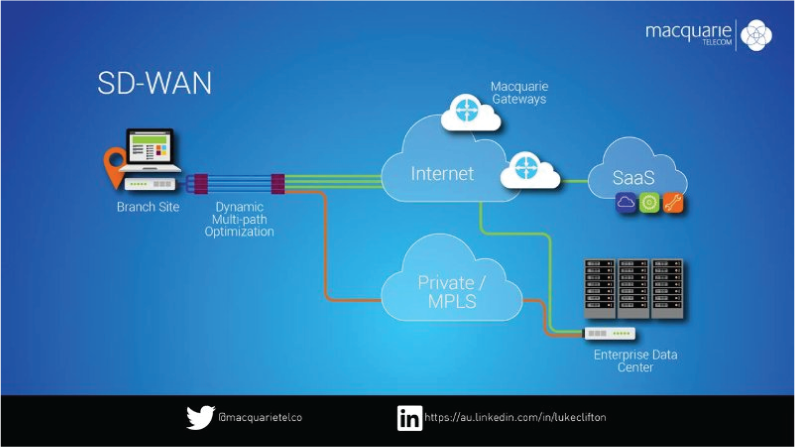 macquarie
TELECOM
SD-WAN
Macquarie
Gateways
Internet
SaaS
Branch Site
Dynamic
Multi-path
Optimization
Private /
MPLS
Enterprise Data
Center
@macquarietelco
in
https://au.linkedin.com/in/lukeclifton